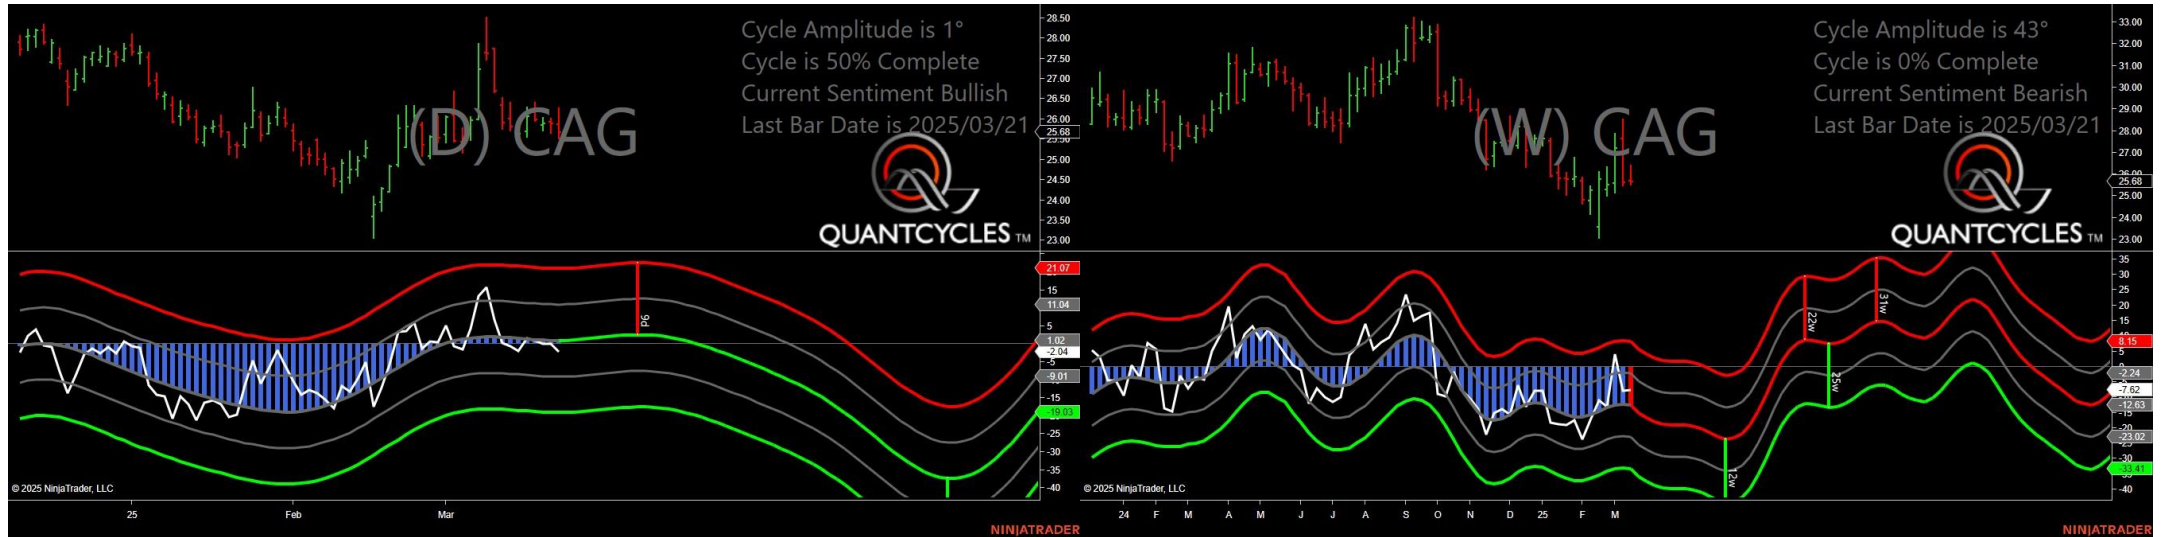 Cycle Amplitude is 1°
Cycle is 50% Complete
Current Sentiment Bullish
Last Bar Date is 2025/03/21
(D) CAG
QUANTCYCLES TM
28.50
28.00
27.50
27.00
26.50
26.00
25.68
25.50
25.00
24.50
24.00
23.50
23.00
21.07
15
11.04
5
1.02
-2.04
-5
-9.01
-19.03
-25
-30
-35
-40
9d
© 2025 NinjaTrader, LLC
25
Feb
Mar
NINJATRADER
Cycle Amplitude is 43°
Cycle is 0% Complete
Current Sentiment Bearish
Last Bar Date is 2025/03/21
(W) CAG
QUANTCYCLES TM
33.00
32.00
31.00
30.00
29.00
28.00
27.00
26.00
25.68
25.00
24.00
23.00
35
30
25
20
15
8.15
5
-2.24
-7.62
-12.63
-15
-20
-23.02
-30
-33.41
-40
22w
31w
25w
12w
© 2025 NinjaTrader, LLC
24 F M A M J J A S O N D 25 F M
NINJATRADER